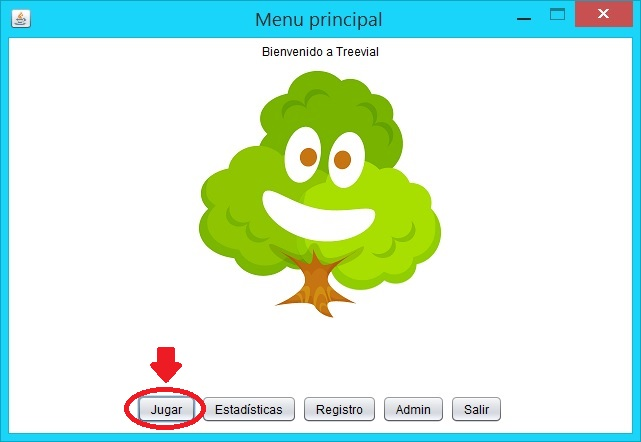 Menu principal
Bienvenido a Treevial
Jugar Estadísticas Registro Admin Salir